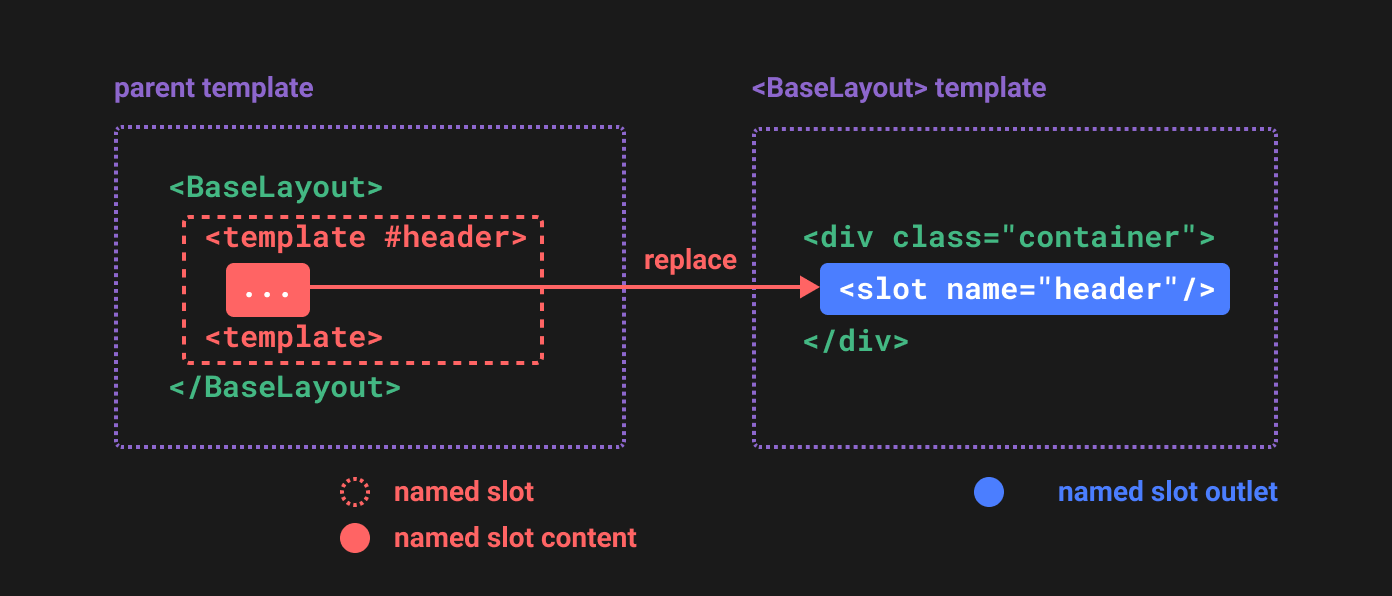 parent template
<BaseLayout>
<template #header>
...
<template>
</BaseLayout>
replace
<BaseLayout> template
<div class="container">
<slot name="header"/>
</div>
named slot
named slot content
named slot outlet